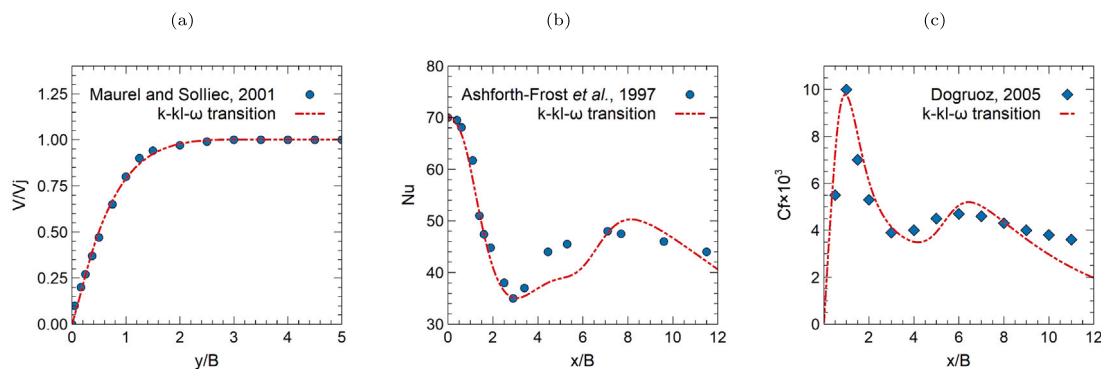 (a)
(b)
(c)
V/Vj
1.25
1.00
0.75
0.50
0.25
0.00
Maurel and Solliec, 2001
k-kl-ω transition
0 1 2 3 4 5
y/B
Nu
80
70
60
50
40
30
Ashforth-Frost et al., 1997
k-kl-ω transition
0 2 4 6 8 10 12
x/B
Cf×10³
10
8
6
4
2
0
Dogruoz, 2005
k-kl-ω transition
0 2 4 6 8 10 12
x/B